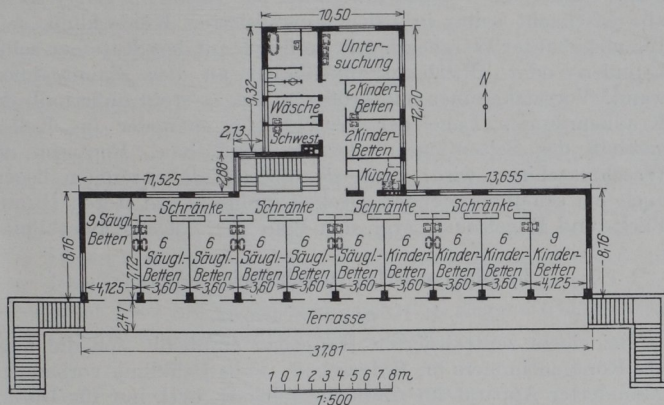 10,50
Unter-
suchung
9,32
12,20
N
2 Kinder-
Betten
Wäsche
2,13
Schwest.
2 Kinder-
Betten
2,88
Küche
11,525
13,655
Schränke Schränke Schränke Schränke
9 Säugl.-
Betten
6 Säugl.-
Betten
6 Säugl.-
Betten
6 Säugl.-
Betten
6 Säugl.-
Betten
6 Säugl.-
Betten
6 Kinder-
Betten
6 Kinder-
Betten
6 Kinder-
Betten
9 Kinder-
Betten
8,16
7,72
8,16
4,125 3,60 3,60 3,60 3,60 3,60 3,60 3,60 3,60 4,125
2,41
Terrasse
37,81
1 0 1 2 3 4 5 6 7 8m
1:500